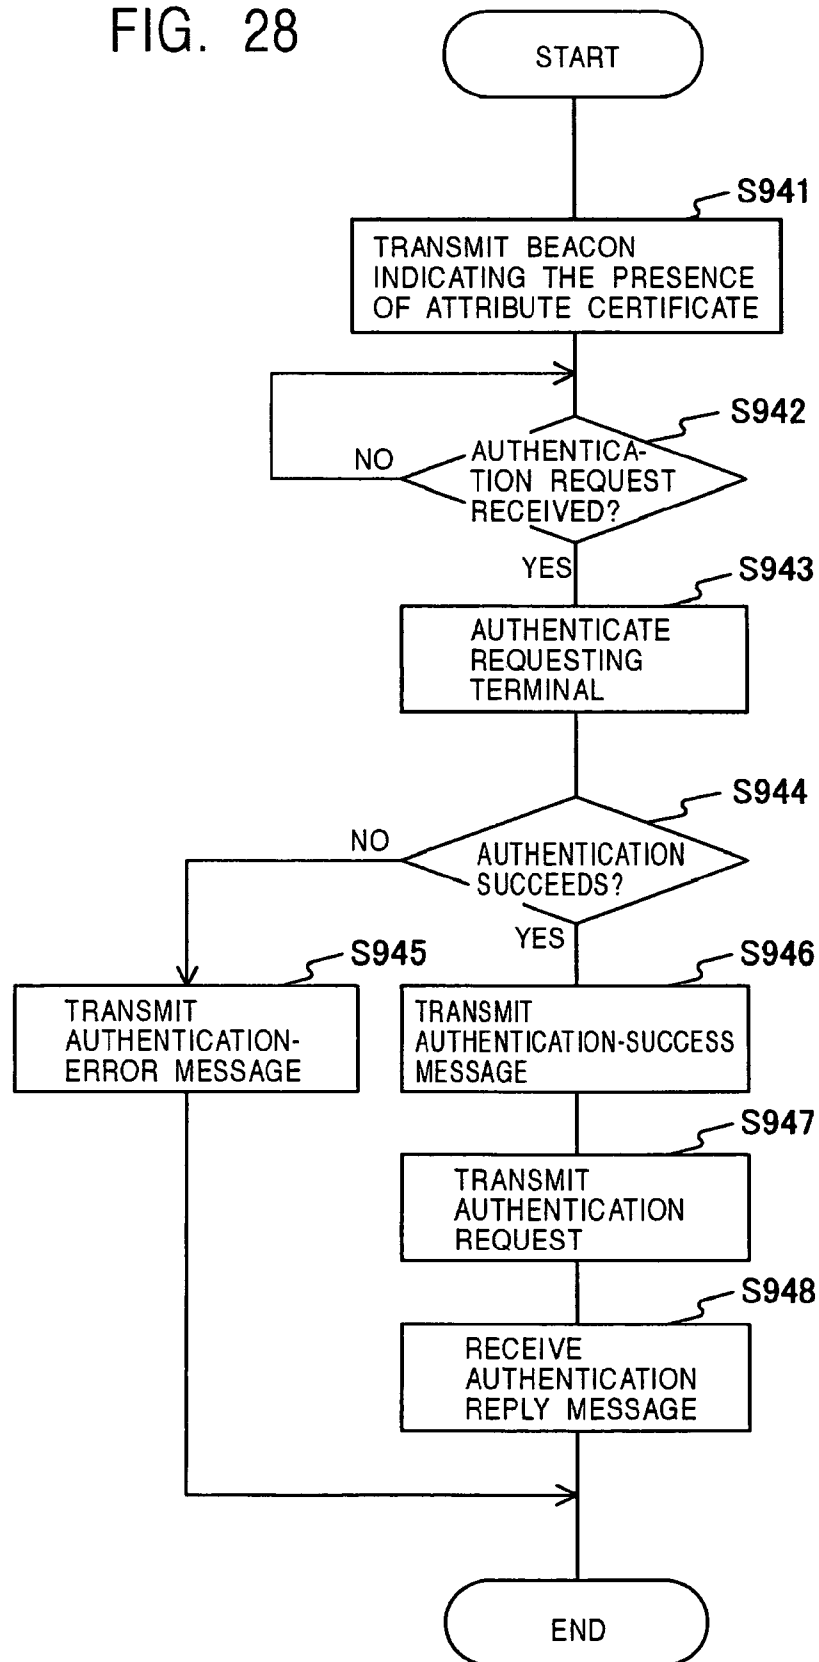 FIG. 28
START
S941
TRANSMIT BEACON
INDICATING THE PRESENCE
OF ATTRIBUTE CERTIFICATE
S942
AUTHENTICA-
TION REQUEST
RECEIVED?
NO
YES
S943
AUTHENTICATE
REQUESTING
TERMINAL
S944
AUTHENTICATION
SUCCEEDS?
NO
YES
S945
TRANSMIT
AUTHENTICATION-
ERROR MESSAGE
S946
TRANSMIT
AUTHENTICATION-SUCCESS
MESSAGE
S947
TRANSMIT
AUTHENTICATION
REQUEST
S948
RECEIVE
AUTHENTICATION
REPLY MESSAGE
END